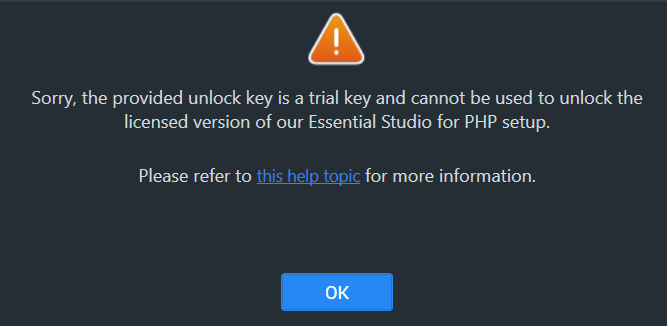 Sorry, the provided unlock key is a trial key and cannot be used to unlock the
licensed version of our Essential Studio for PHP setup.
Please refer to this help topic for more information.
OK